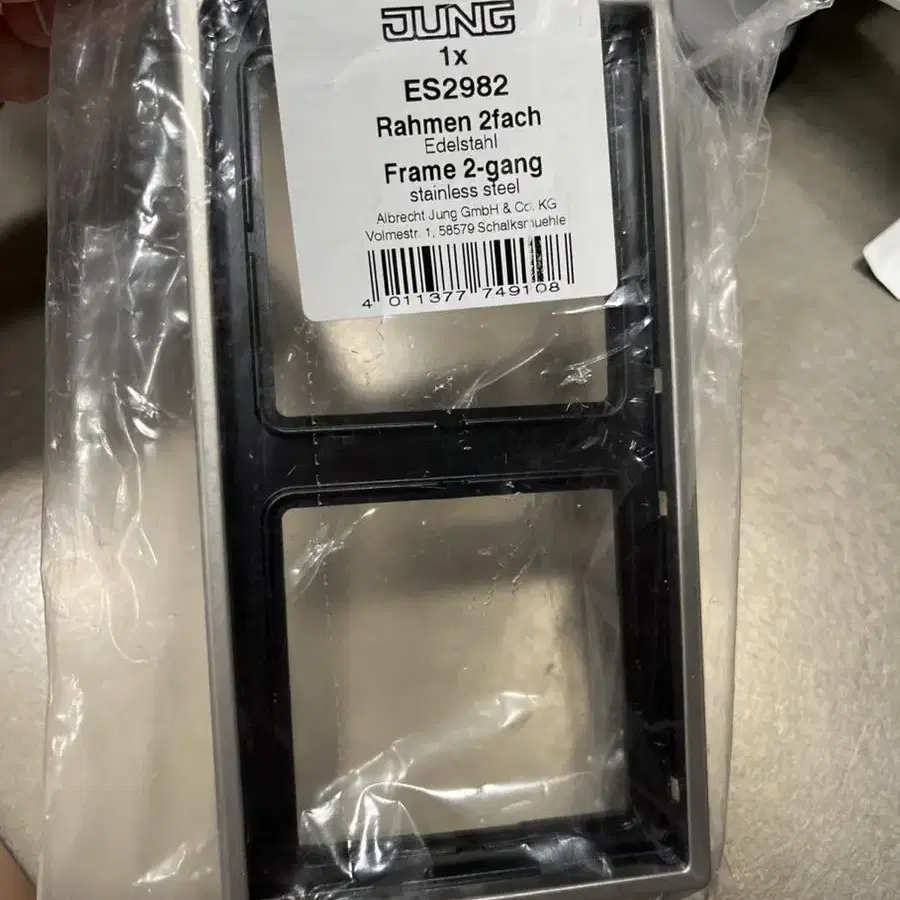 JUNG
1x
ES2982
Rahmen 2fach
Edelstahl
Frame 2-gang
stainless steel
Albrecht Jung GmbH & Co. KG
Volmestr. 1, 58579 Schalksmuehle
4 011377 749108